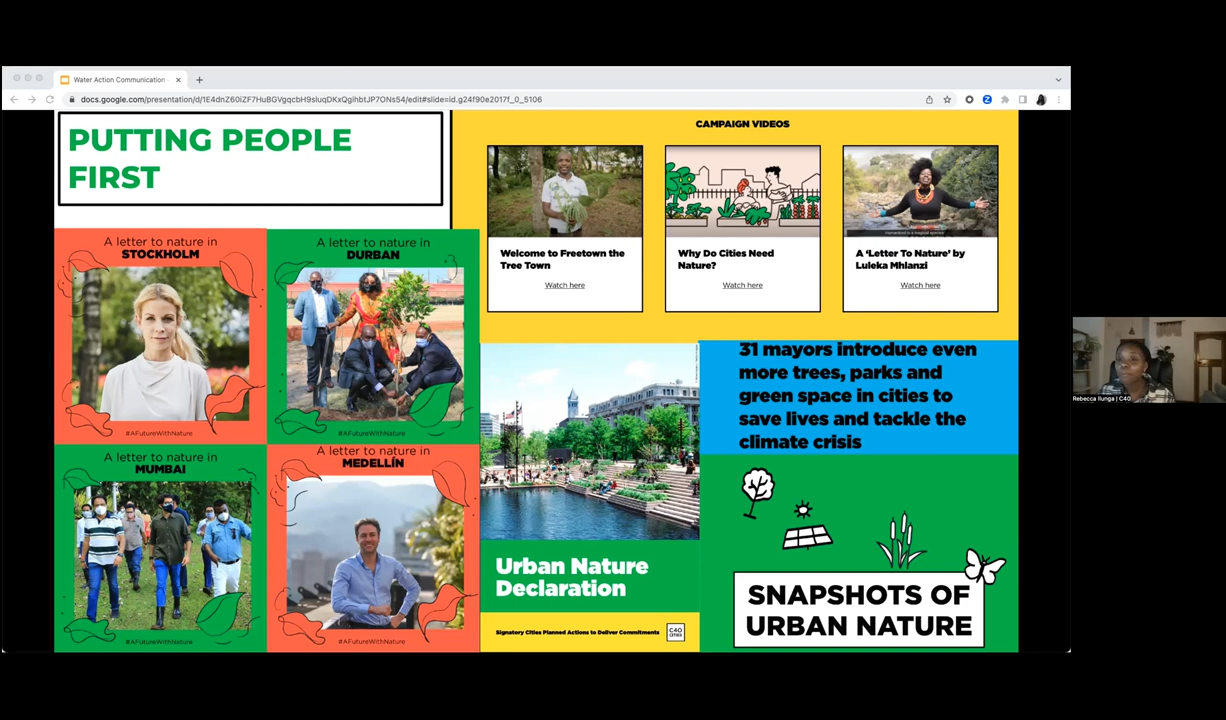 Water Action Communication
docs.google.com/presentation/d/1E4dnZ60iZF7HuBGVgqcbH9sluqDKxQgihbtJP7ONs54/edit#slide=id.g24f90e2017f_0_5106
PUTTING PEOPLE
FIRST
A letter to nature in
STOCKHOLM
#AFutureWithNature
A letter to nature in
DURBAN
#AFutureWithNature
A letter to nature in
MUMBAI
#AFutureWithNature
A letter to nature in
MEDELLÍN
#AFutureWithNature
CAMPAIGN VIDEOS
Welcome to Freetown the
Tree Town
Watch here
Why Do Cities Need
Nature?
Watch here
Humankind is a magical species
A ‘Letter To Nature’ by
Luleka Mhlanzi
Watch here
Urban Nature
Declaration
Signatory Cities Planned Actions to Deliver Commitments
C40
CITIES
31 mayors introduce even
more trees, parks and
green space in cities to
save lives and tackle the
climate crisis
SNAPSHOTS OF
URBAN NATURE
Rebecca Ilunga | C40